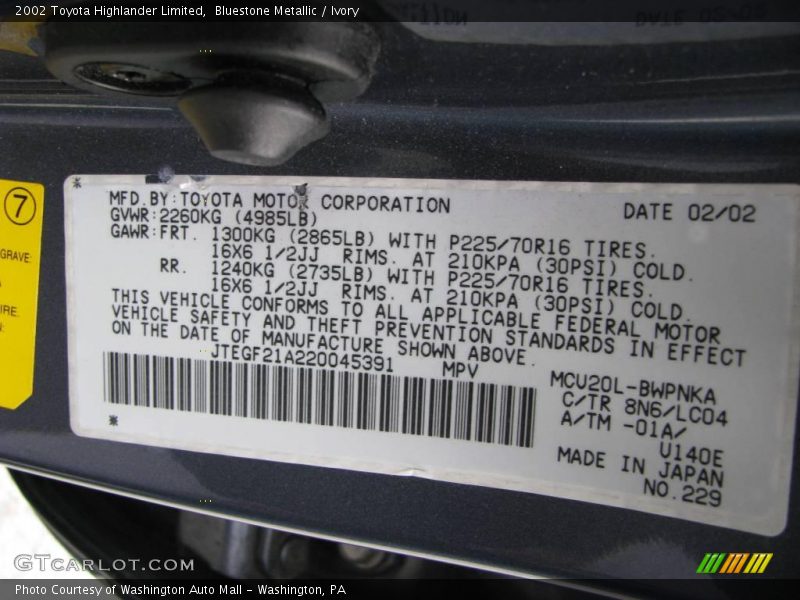 2002 Toyota Highlander Limited, Bluestone Metallic / Ivory
7
GRAVE:
IRE.
MFD.BY:TOYOTA MOTOR CORPORATION DATE 02/02
GVWR:2260KG (4985LB)
GAWR:FRT. 1300KG (2865LB) WITH P225/70R16 TIRES.
16X6 1/2JJ RIMS. AT 210KPA (30PSI) COLD.
RR. 1240KG (2735LB) WITH P225/70R16 TIRES.
16X6 1/2JJ RIMS. AT 210KPA (30PSI) COLD.
THIS VEHICLE CONFORMS TO ALL APPLICABLE FEDERAL MOTOR
VEHICLE SAFETY AND THEFT PREVENTION STANDARDS IN EFFECT
ON THE DATE OF MANUFACTURE SHOWN ABOVE.
JTEGF21A220045391 MPV
MCU20L-BWPNKA
C/TR 8N6/LC04
A/TM -01A/
U140E
MADE IN JAPAN
NO.229
GTCARLOT.COM
Photo Courtesy of Washington Auto Mall - Washington, PA